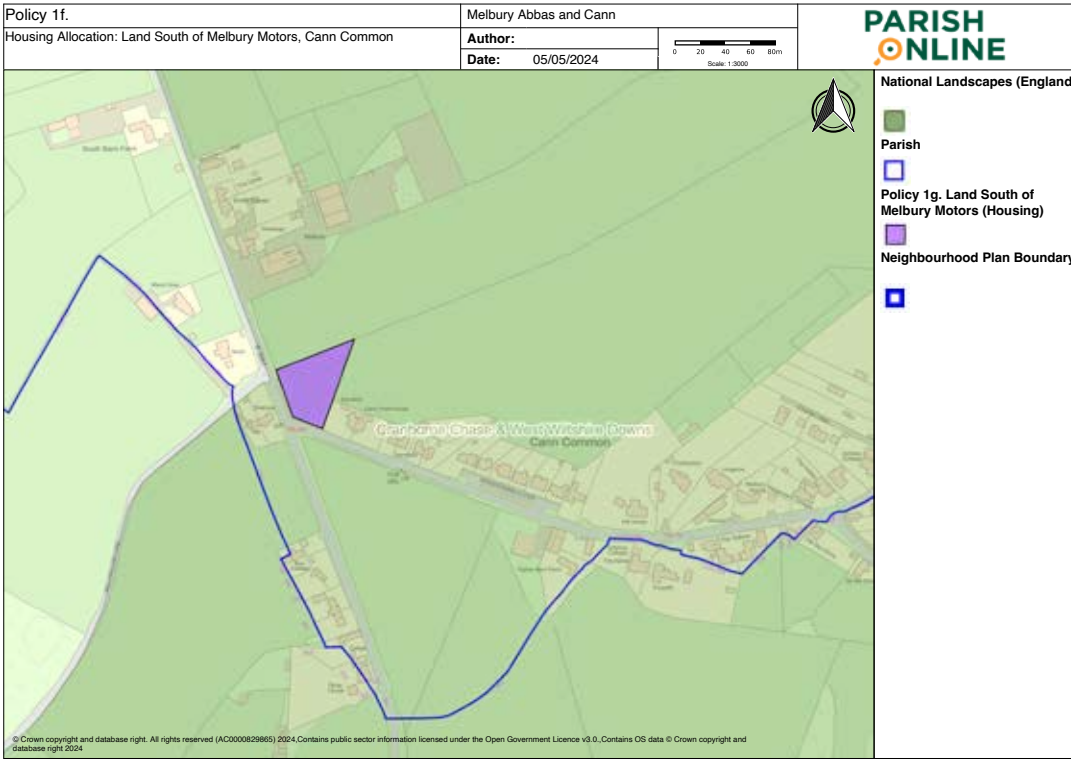 Policy 1f.
Housing Allocation: Land South of Melbury Motors, Cann Common
Melbury Abbas and Cann
Author:
Date: 05/05/2024
0 20 40 60 80m
Scale: 1:3000
PARISH
ONLINE
National Landscapes (England
Parish
Policy 1g. Land South of
Melbury Motors (Housing)
Neighbourhood Plan Boundary
South Bank Farm
Cranborne Chase & West Wiltshire Downs
Cann Common
© Crown copyright and database right. All rights reserved (AC0000829865) 2024,Contains public sector information licensed under the Open Government Licence v3.0.,Contains OS data © Crown copyright and
database right 2024